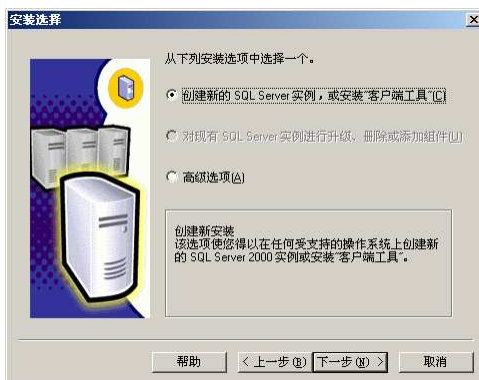 安装选择
从下列安装选项中选择一个。
创建新的 SQL Server 实例，或安装“客户端工具”(C)
对现有 SQL Server 实例进行升级、删除或添加组件(U)
高级选项(A)
创建新安装
该选项使您得以在任何受支持的操作系统上创建新
的 SQL Server 2000 实例或安装“客户端工具”。
帮助
< 上一步(B)
下一步(N) >
取消